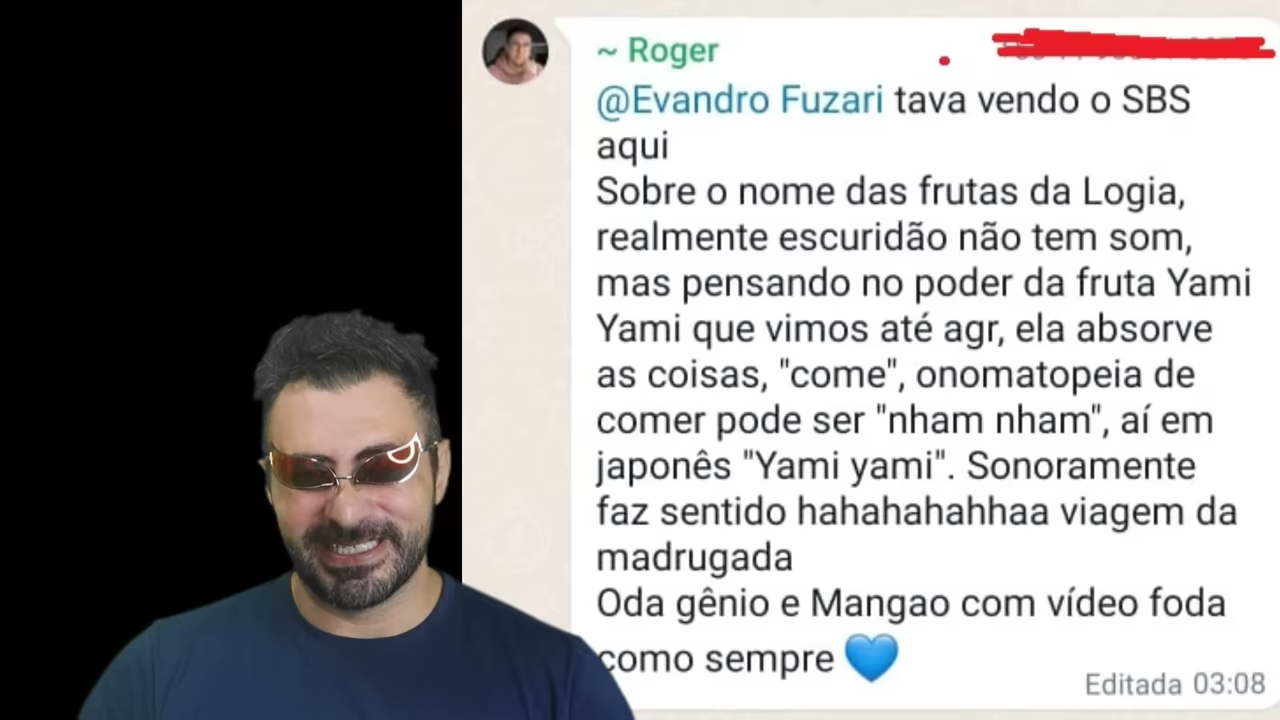 ~ Roger
@Evandro Fuzari tava vendo o SBS
aqui
Sobre o nome das frutas da Logia,
realmente escuridão não tem som,
mas pensando no poder da fruta Yami
Yami que vimos até agr, ela absorve
as coisas, "come", onomatopeia de
comer pode ser "nham nham", aí em
japonês "Yami yami". Sonoramente
faz sentido hahahahahhaa viagem da
madrugada
Oda gênio e Mangao com vídeo foda
como sempre 💙
Editada 03:08